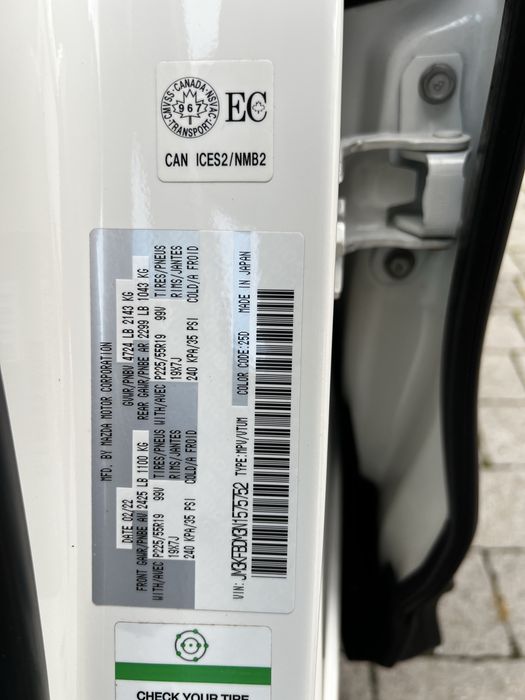 CMVSS - CANADA - NSVAC
967
TRANSPORT
EC
CAN ICES2/NMB2
MFD. BY MAZDA MOTOR CORPORATION
DATE 02/22 GVWR/PNBV 4724 LB 2143 KG
FRONT GAWR/PNBE AV 2425 LB 1100 KG REAR GAWR/PNBE AR 2299 LB 1043 KG
WITH/AVEC P225/55R19 99V TIRES/PNEUS WITH/AVEC P225/55R19 99V TIRES/PNEUS
19X7J RIMS/JANTES 19X7J RIMS/JANTES
240 KPA/35 PSI COLD/A FROID 240 KPA/35 PSI COLD/A FROID
VIN: JM3KFBDM3N1575752 TYPE:MPV/VTUM COLOR CODE:25D MADE IN JAPAN
CHECK YOUR TIRE